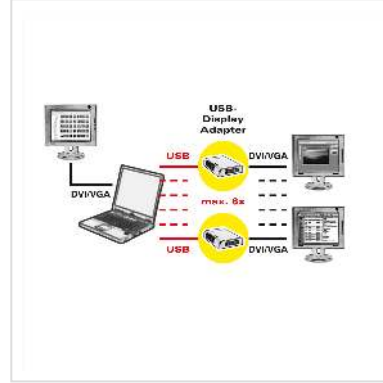 USB-
Display
Adapter
USB
DVI/VGA
DVI/VGA
max. 6x
USB
DVI/VGA